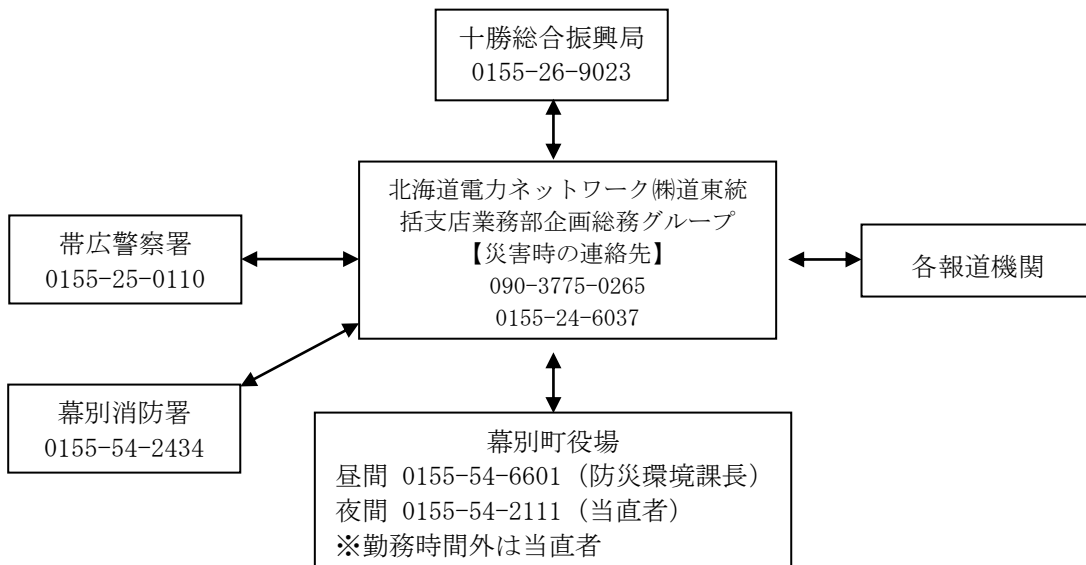 十勝総合振興局
0155-26-9023
北海道電力ネットワーク㈱道東統
括支店業務部企画総務グループ
【災害時の連絡先】
090-3775-0265
0155-24-6037
帯広警察署
0155-25-0110
各報道機関
幕別消防署
0155-54-2434
幕別町役場
昼間 0155-54-6601 (防災環境課長)
夜間 0155-54-2111 (当直者)
※勤務時間外は当直者